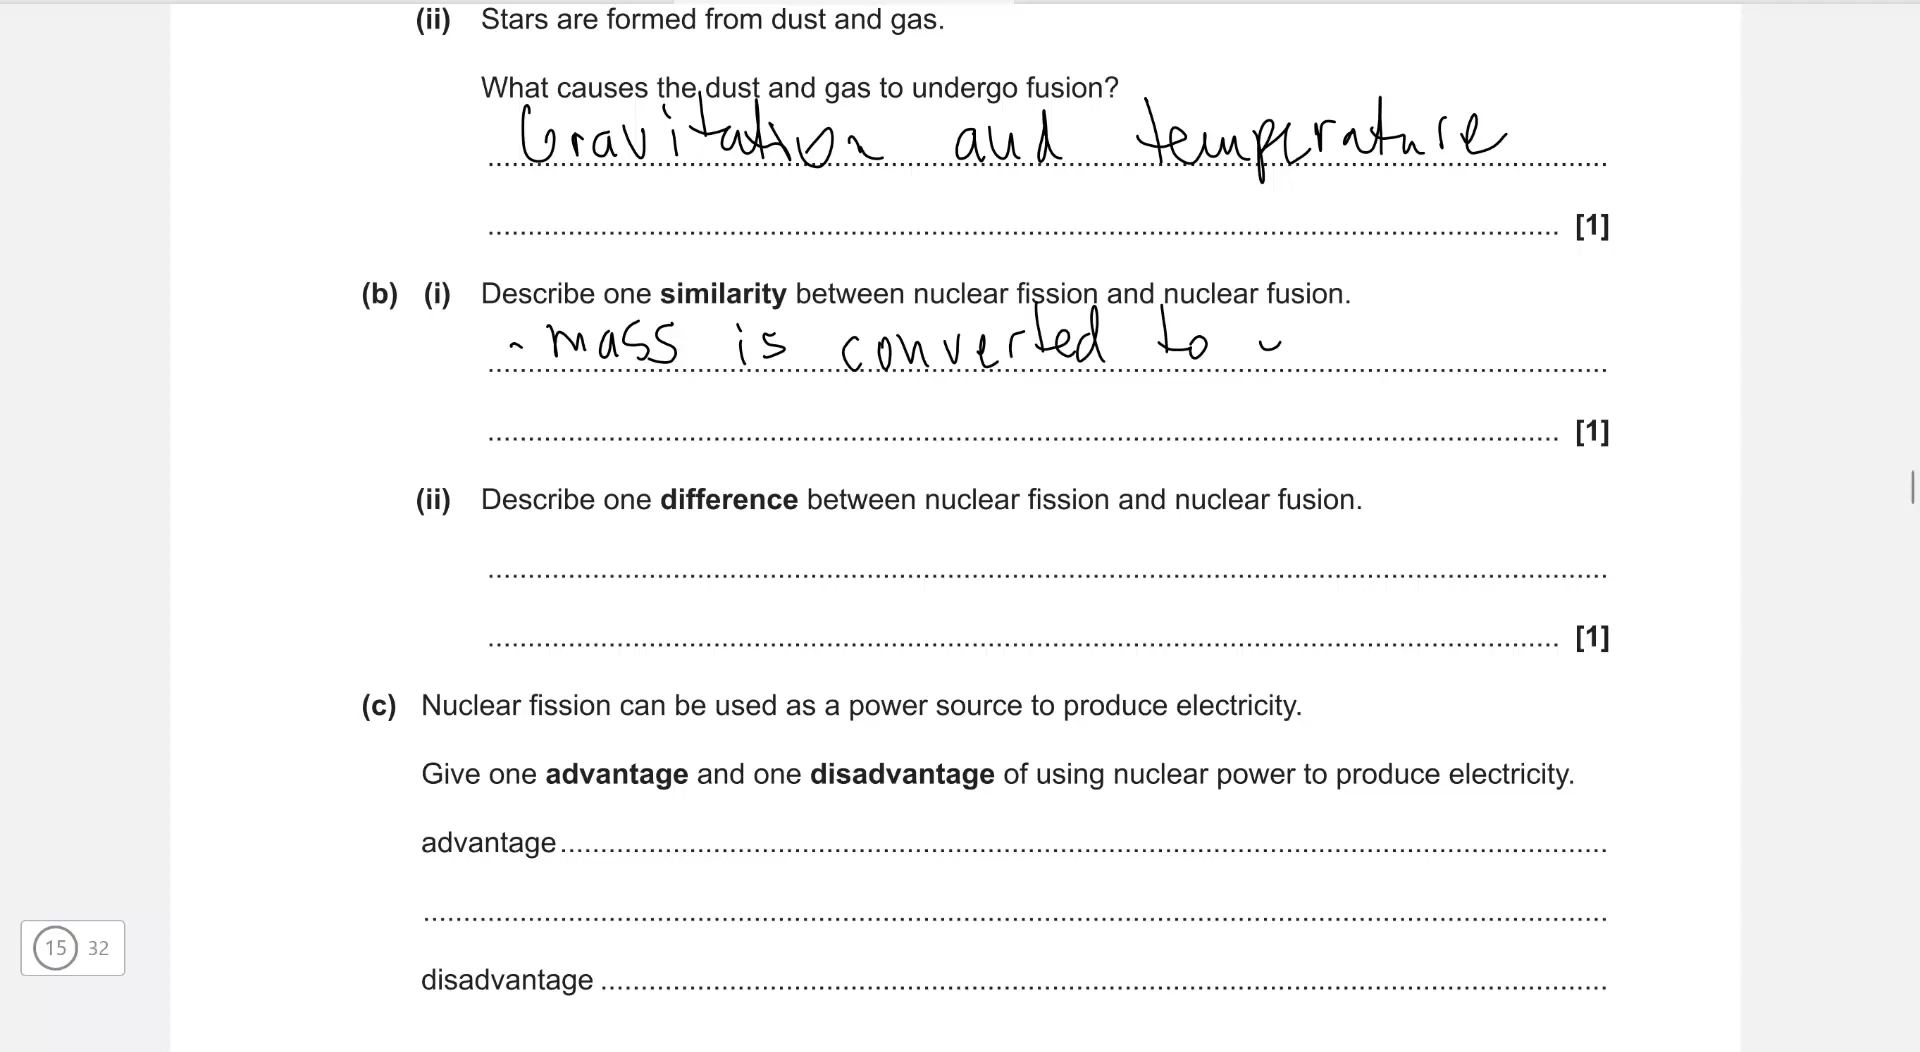 (ii) Stars are formed from dust and gas.
What causes the dust and gas to undergo fusion?
Gravitation and temperature
[1]
(b) (i) Describe one similarity between nuclear fission and nuclear fusion.
- mass is converted to
[1]
(ii) Describe one difference between nuclear fission and nuclear fusion.
[1]
(c) Nuclear fission can be used as a power source to produce electricity.
Give one advantage and one disadvantage of using nuclear power to produce electricity.
advantage
disadvantage
15 32